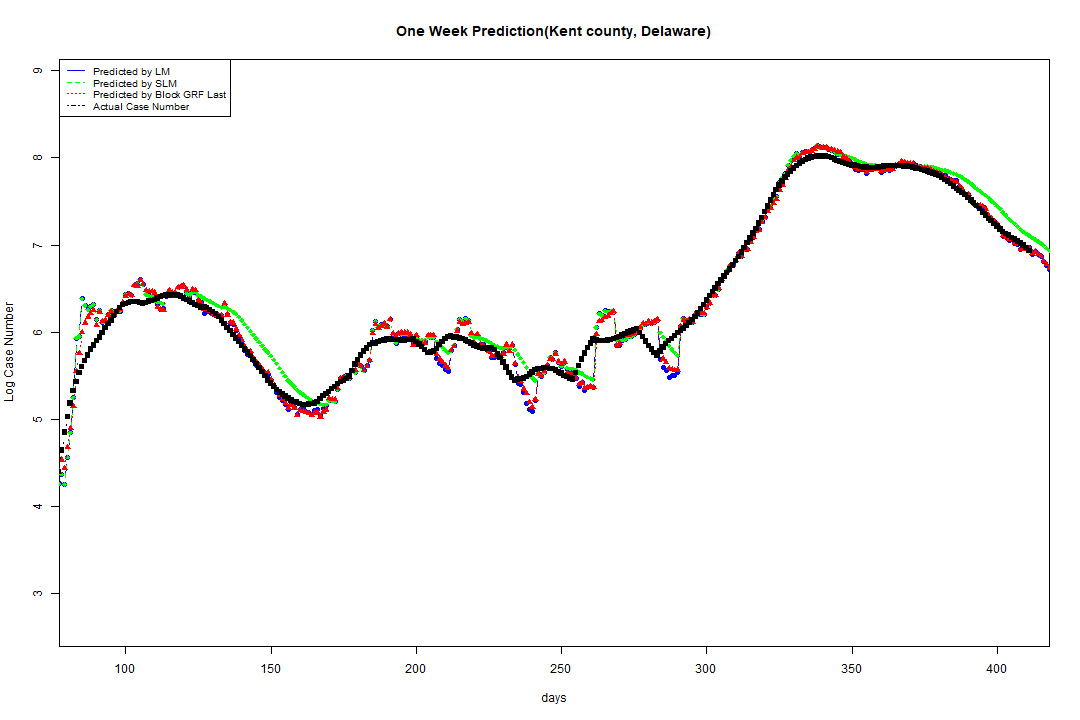 One Week Prediction(Kent county, Delaware)
Predicted by LM
Predicted by SLM
Predicted by Block GRF Last
Actual Case Number
9
8
7
6
5
4
3
Log Case Number
100 150 200 250 300 350 400
days